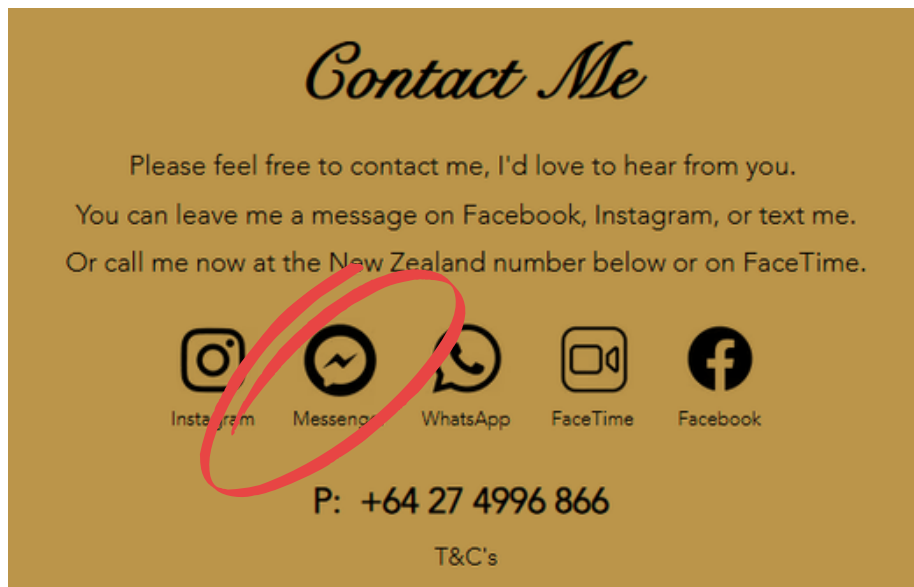 Contact Me
Please feel free to contact me, I'd love to hear from you.
You can leave me a message on Facebook, Instagram, or text me.
Or call me now at the New Zealand number below or on FaceTime.
Instagram Messenger WhatsApp FaceTime Facebook
P: +64 27 4996 866
T&C's